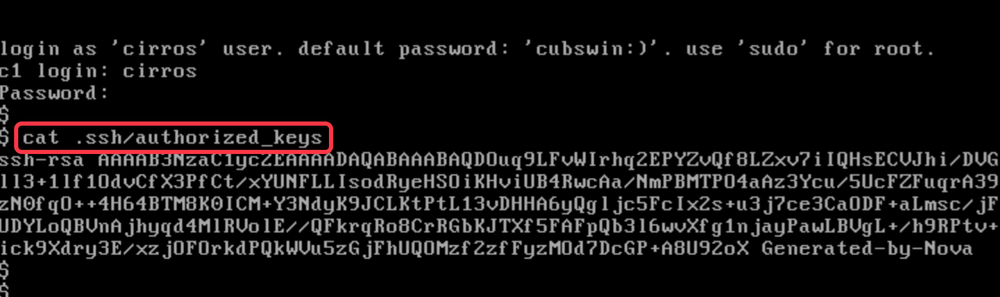 login as 'cirros' user. default password: 'cubswin:)'. use 'sudo' for root.
c1 login: cirros
Password:
$
$ cat .ssh/authorized_keys
ssh-rsa AAAAB3NzaC1yc2EAAAADAQABAAABAQDOuq9LFvWIrhq2EPYZvQf8LZxv7iIQHsECVJhi/DVG
ll3+1lf1OdvCfX3PfCt/xYUNFLLIsodRyeHSOiKHviUB4RwcAa/NmPBMTPO4aAz3Ycu/5UcFZFuqrA39
zN0fqO++4H64BTM8K0ICM+Y3NdyK9JCLKtPtL13vDHHA6yQgljc5FcIx2s+u3j7ce3CaODF+aLmsc/jF
UDYLoQBVnAjhyqd4MlRVolE//QFkrqRo8CrRGbKJTXf5FAFpQb3l6wvXfg1njayPawLBVgL+/h9RPtv+
ick9Xdry3E/xzjOFOrkdPQkWVu5zGjFhUQOMzf2zfFyzMOd7DcGP+A8U92oX Generated-by-Nova
$
$